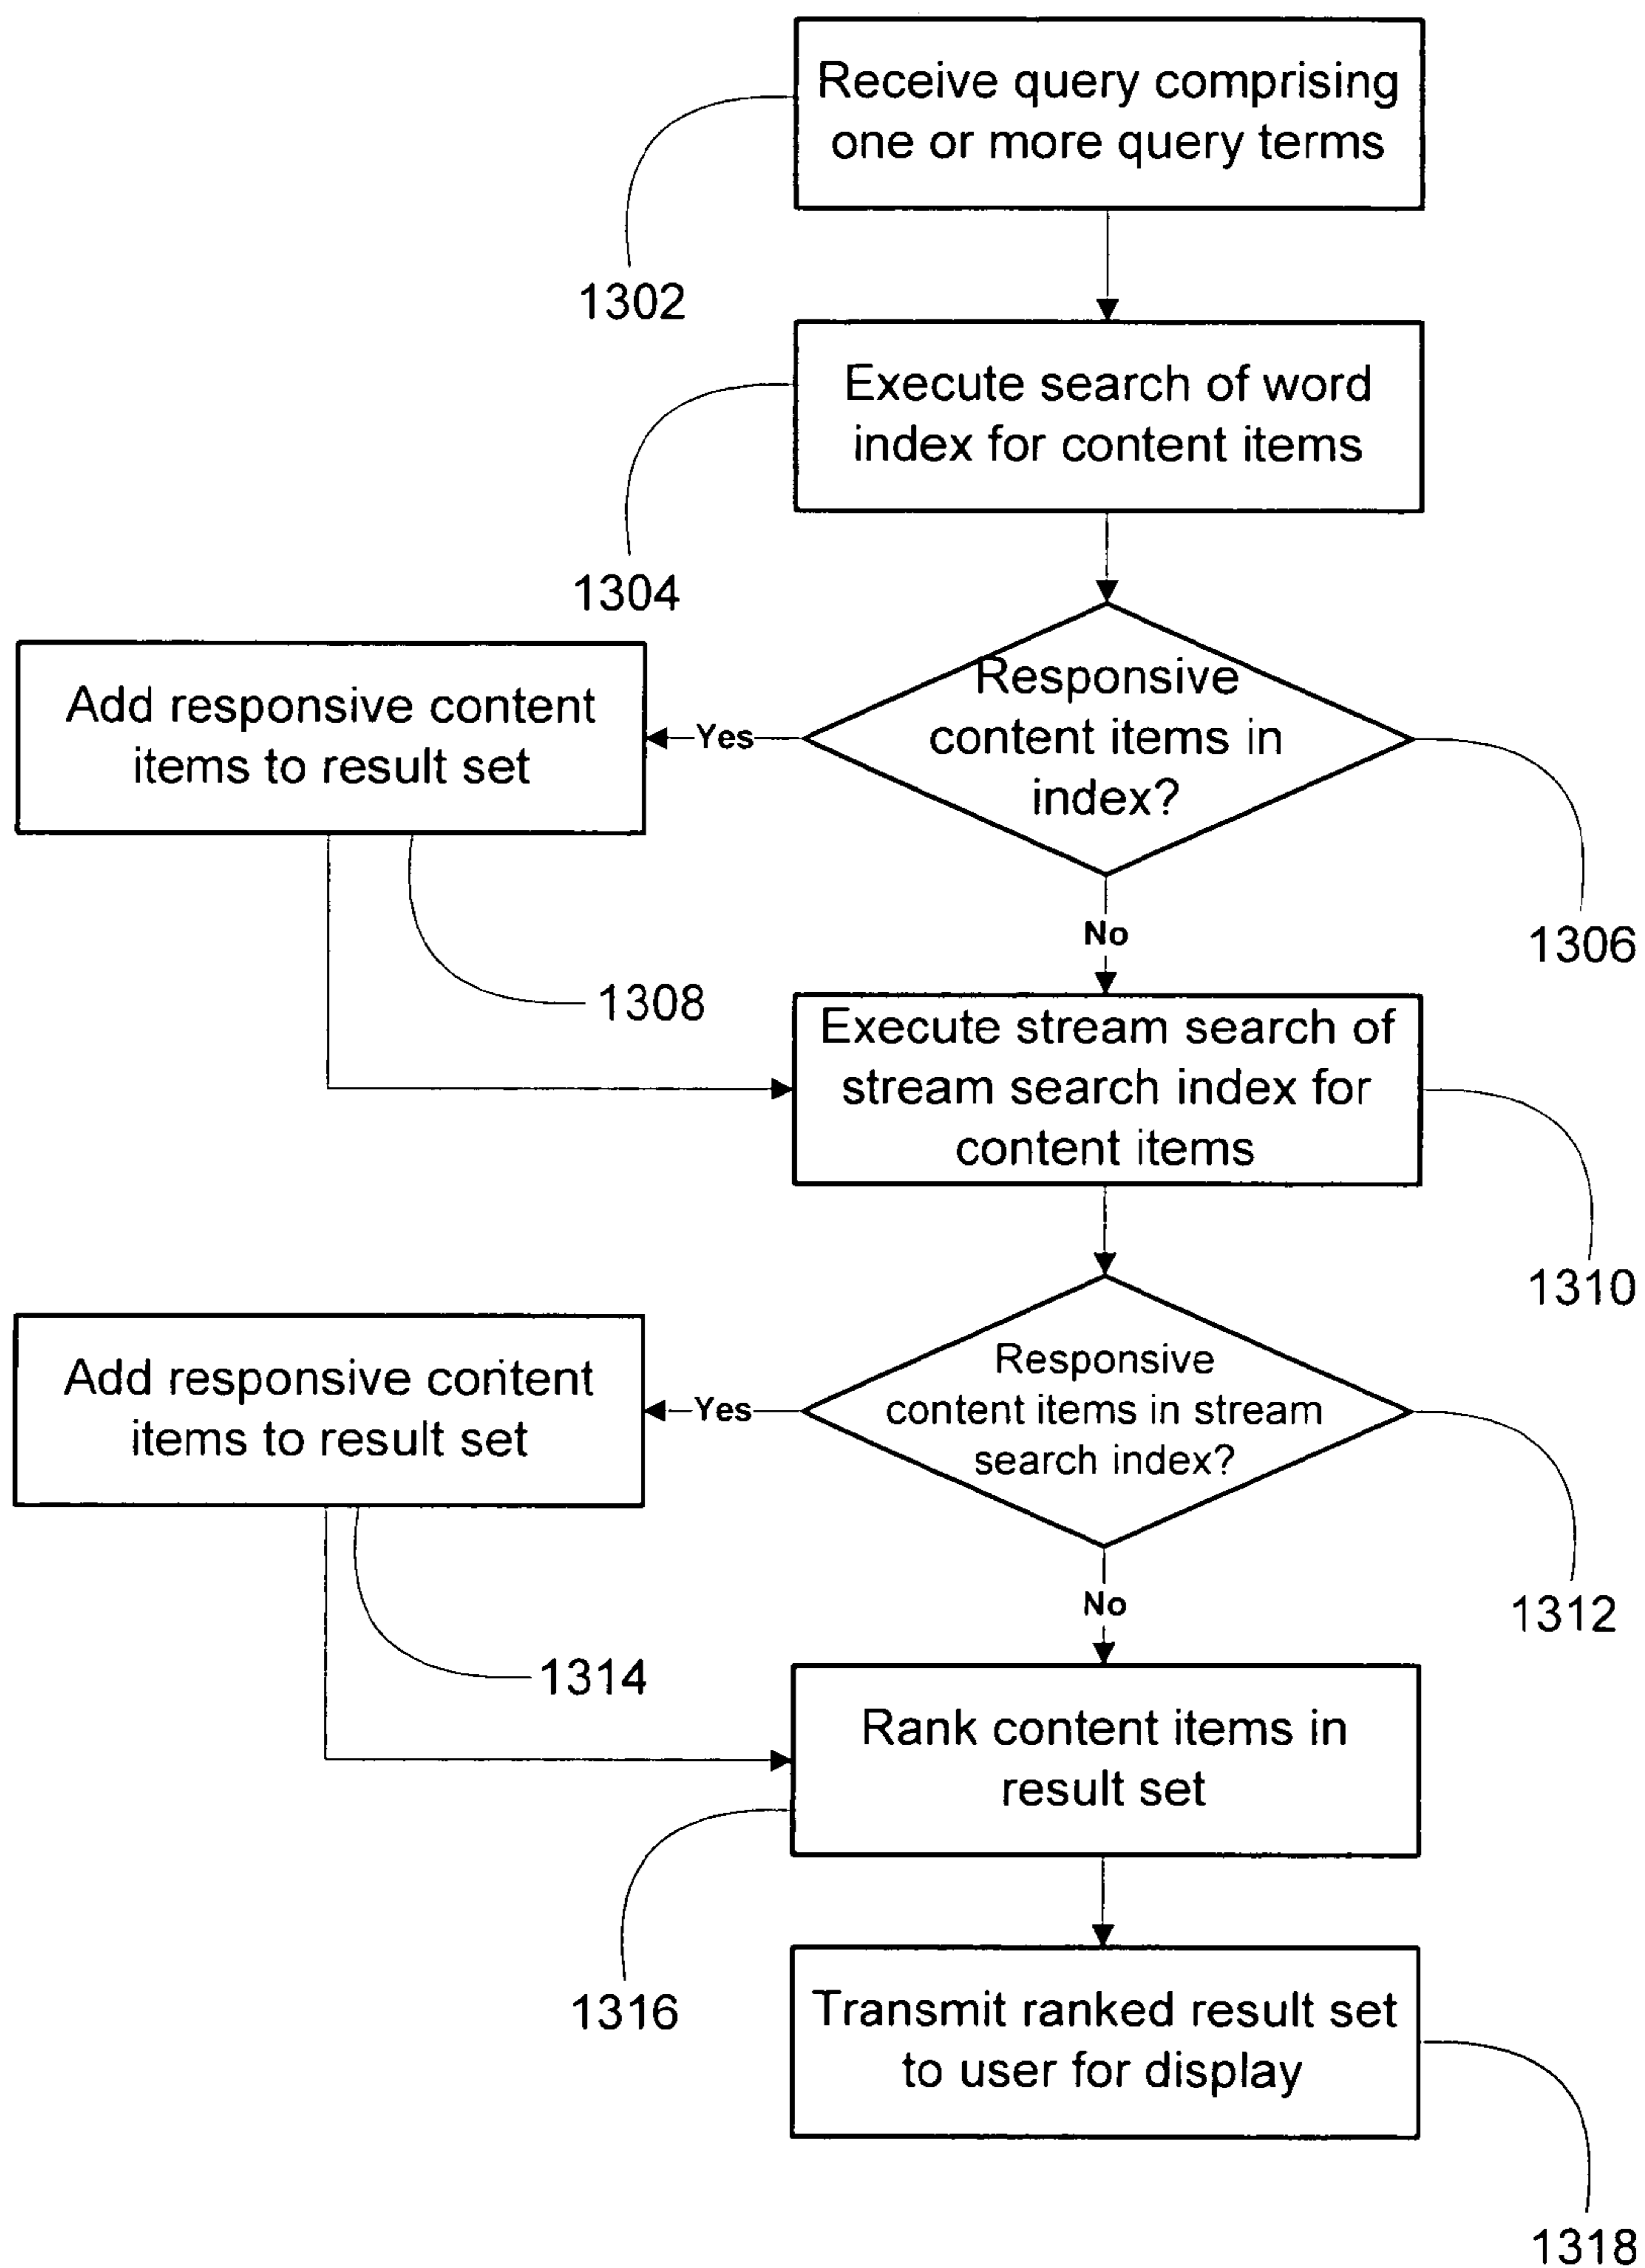 Receive query comprising
one or more query terms
1302
Execute search of word
index for content items
1304
Responsive
content items in
index?
Yes
Add responsive content
items to result set
No
1306
1308
Execute stream search of
stream search index for
content items
1310
Responsive
content items in stream
search index?
Yes
Add responsive content
items to result set
No
1312
1314
Rank content items in
result set
1316
Transmit ranked result set
to user for display
1318